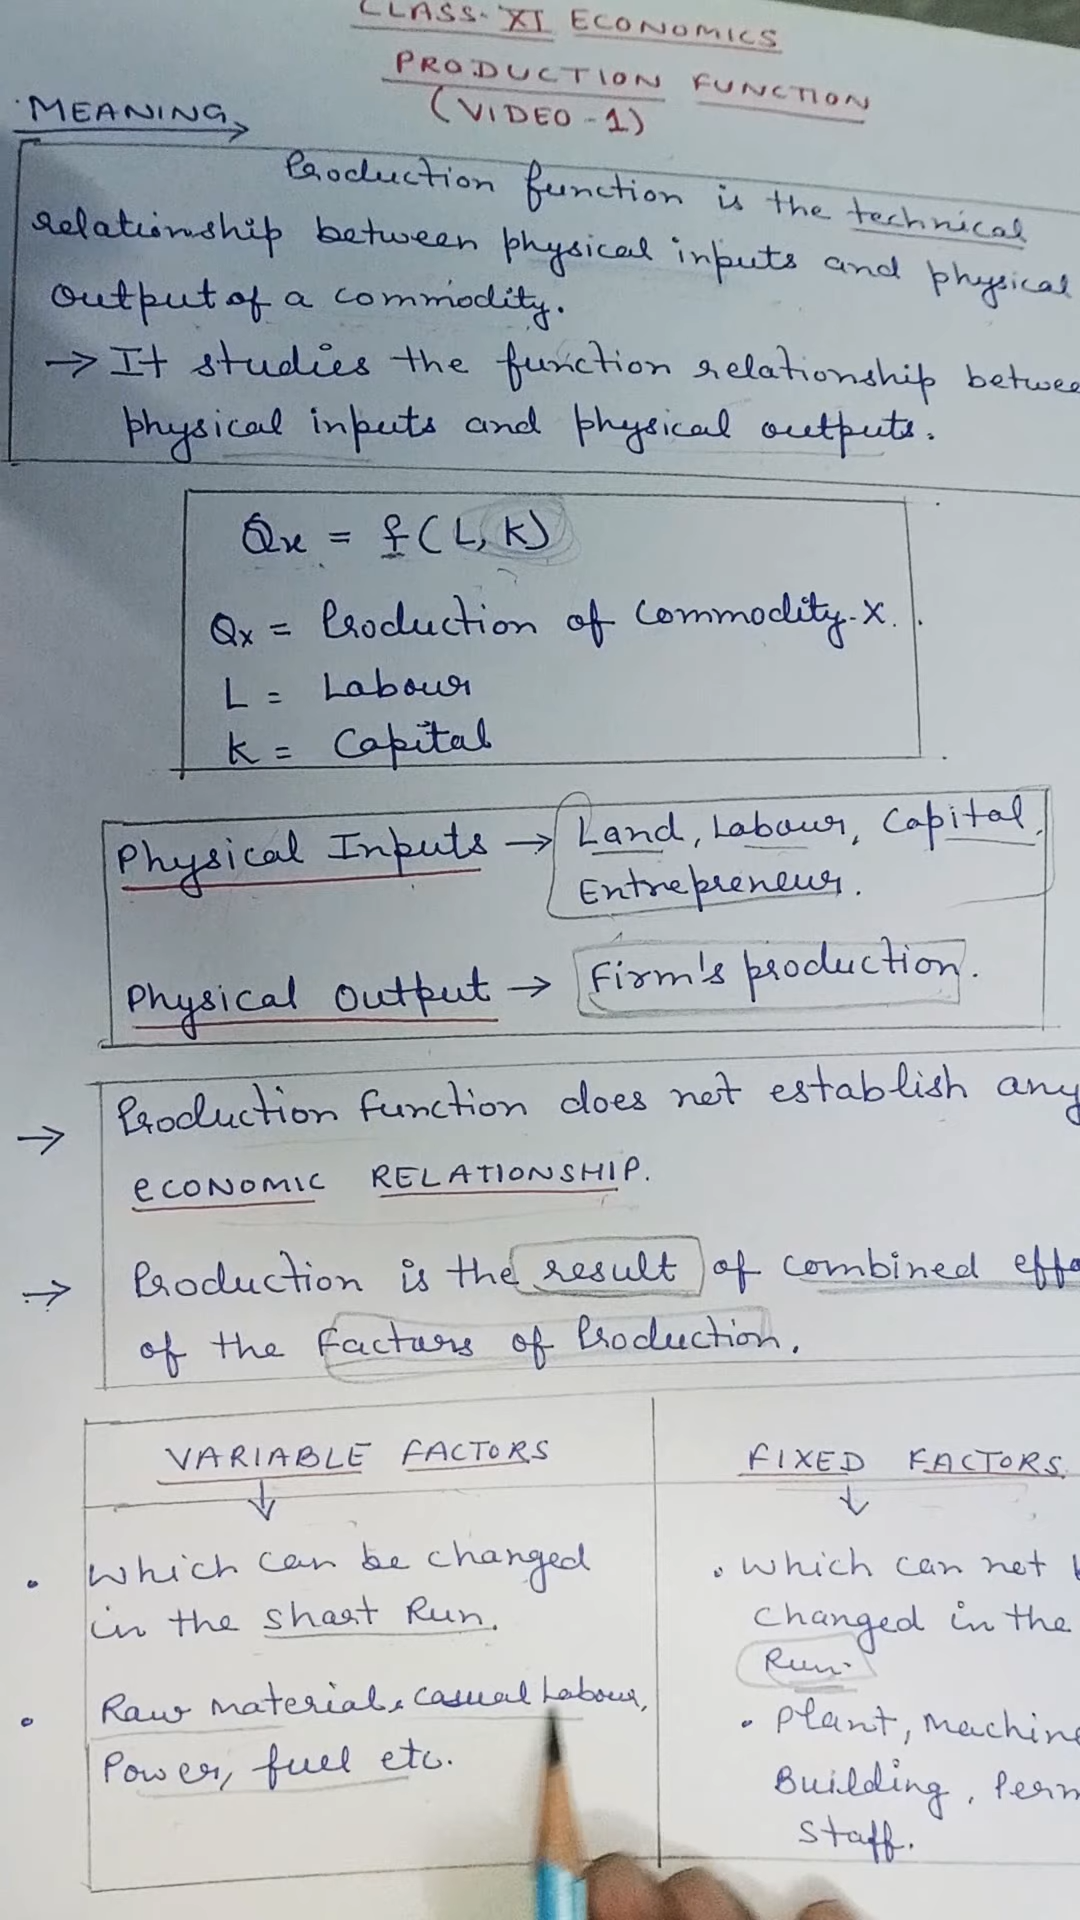 CLASS-XI ECONOMICS
PRODUCTION FUNCTION
(VIDEO-1)
MEANING
Production function is the technical
relationship between physical inputs and physical
output of a commodity.
→ It studies the function relationship betwee
physical inputs and physical outputs.
Qx = f(L, K)
Qx = Production of Commodity-X.
L = Labour
K = Capital
Physical Inputs → Land, Labour, Capital,
Entrepreneur.
Physical Output → Firm's production.
→ Production function does not establish any
ECONOMIC RELATIONSHIP.
→ Production is the result of combined effo
of the Factors of Production.
VARIABLE FACTORS
↓
• Which can be changed
in the Short Run.
• Raw material, casual Labour,
Power, fuel etc.
FIXED FACTORS.
↓
• Which can not
changed in the
Run.
• Plant, Machine
Building, Perm
Staff.